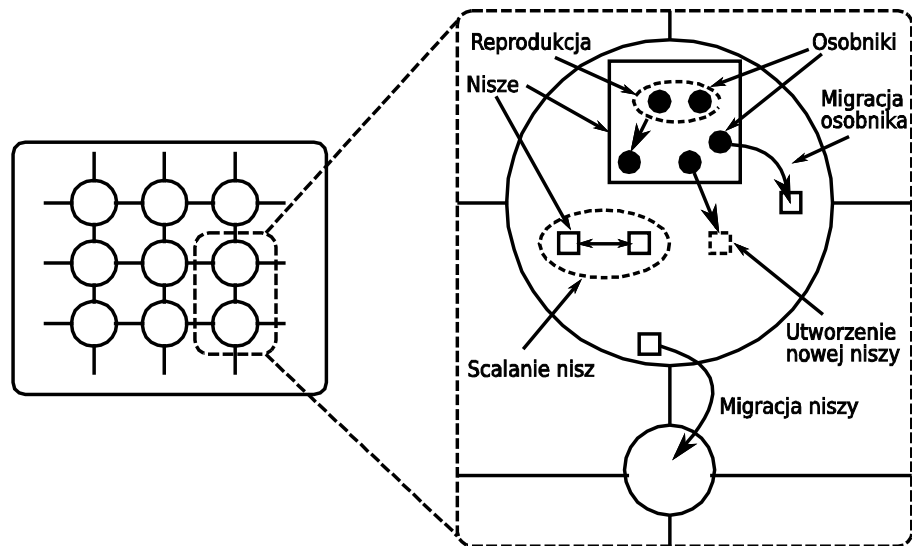 Reprodukcja
Osobniki
Nisze
Migracja
osobnika
Utworzenie
nowej niszy
Scalanie nisz
Migracja niszy